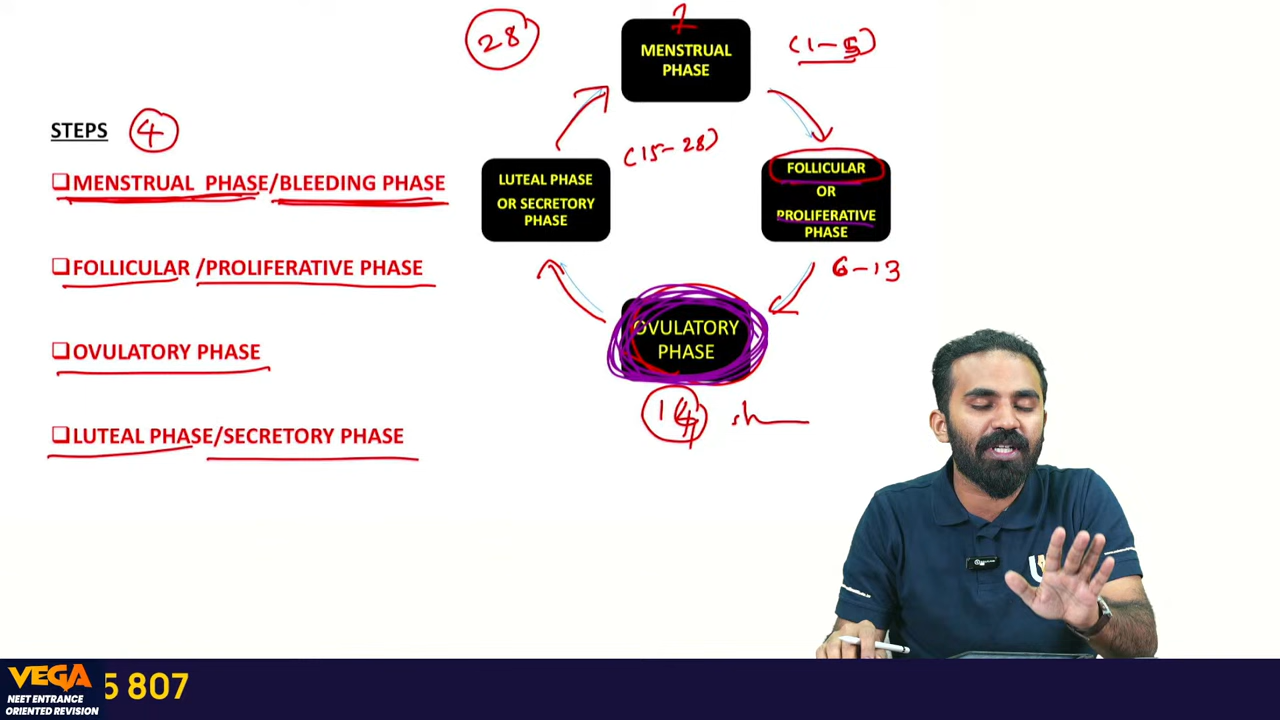 28
MENSTRUAL
PHASE
(1-5)
STEPS 4
❑MENSTRUAL PHASE/BLEEDING PHASE
(15-28)
LUTEAL PHASE
OR SECRETORY
PHASE
FOLLICULAR
OR
PROLIFERATIVE
PHASE
❑FOLLICULAR /PROLIFERATIVE PHASE
6-13
OVULATORY
PHASE
❑OVULATORY PHASE
14
❑LUTEAL PHASE/SECRETORY PHASE
VEGA
NEET ENTRANCE
ORIENTED REVISION
5 807